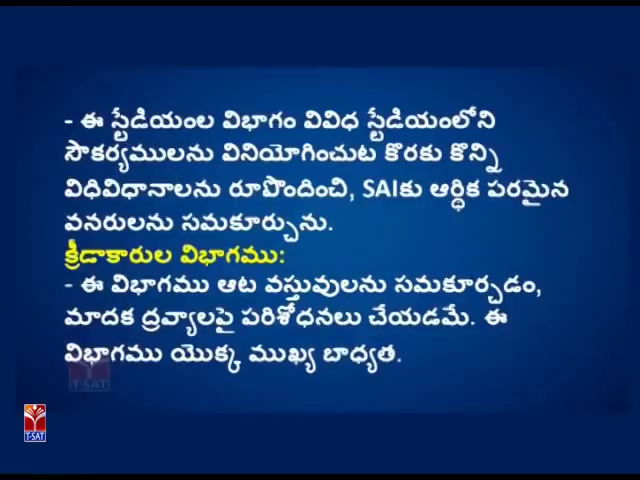 - ఈ స్టేడియంల విభాగం వివిధ స్టేడియంలోని
సౌకర్యములను వినియోగించుట కొరకు కొన్ని
విధివిధానాలను రూపొందించి, SAIకు ఆర్థిక పరమైన
వనరులను సమకూర్చును.
క్రీడాకారుల విభాగము:
- ఈ విభాగము ఆట వస్తువులను సమకూర్చడం,
మాదక ద్రవ్యాలపై పరిశోధనలు చేయడమే. ఈ
విభాగము యొక్క ముఖ్య బాధ్యత.
T-SAT
T-SAT